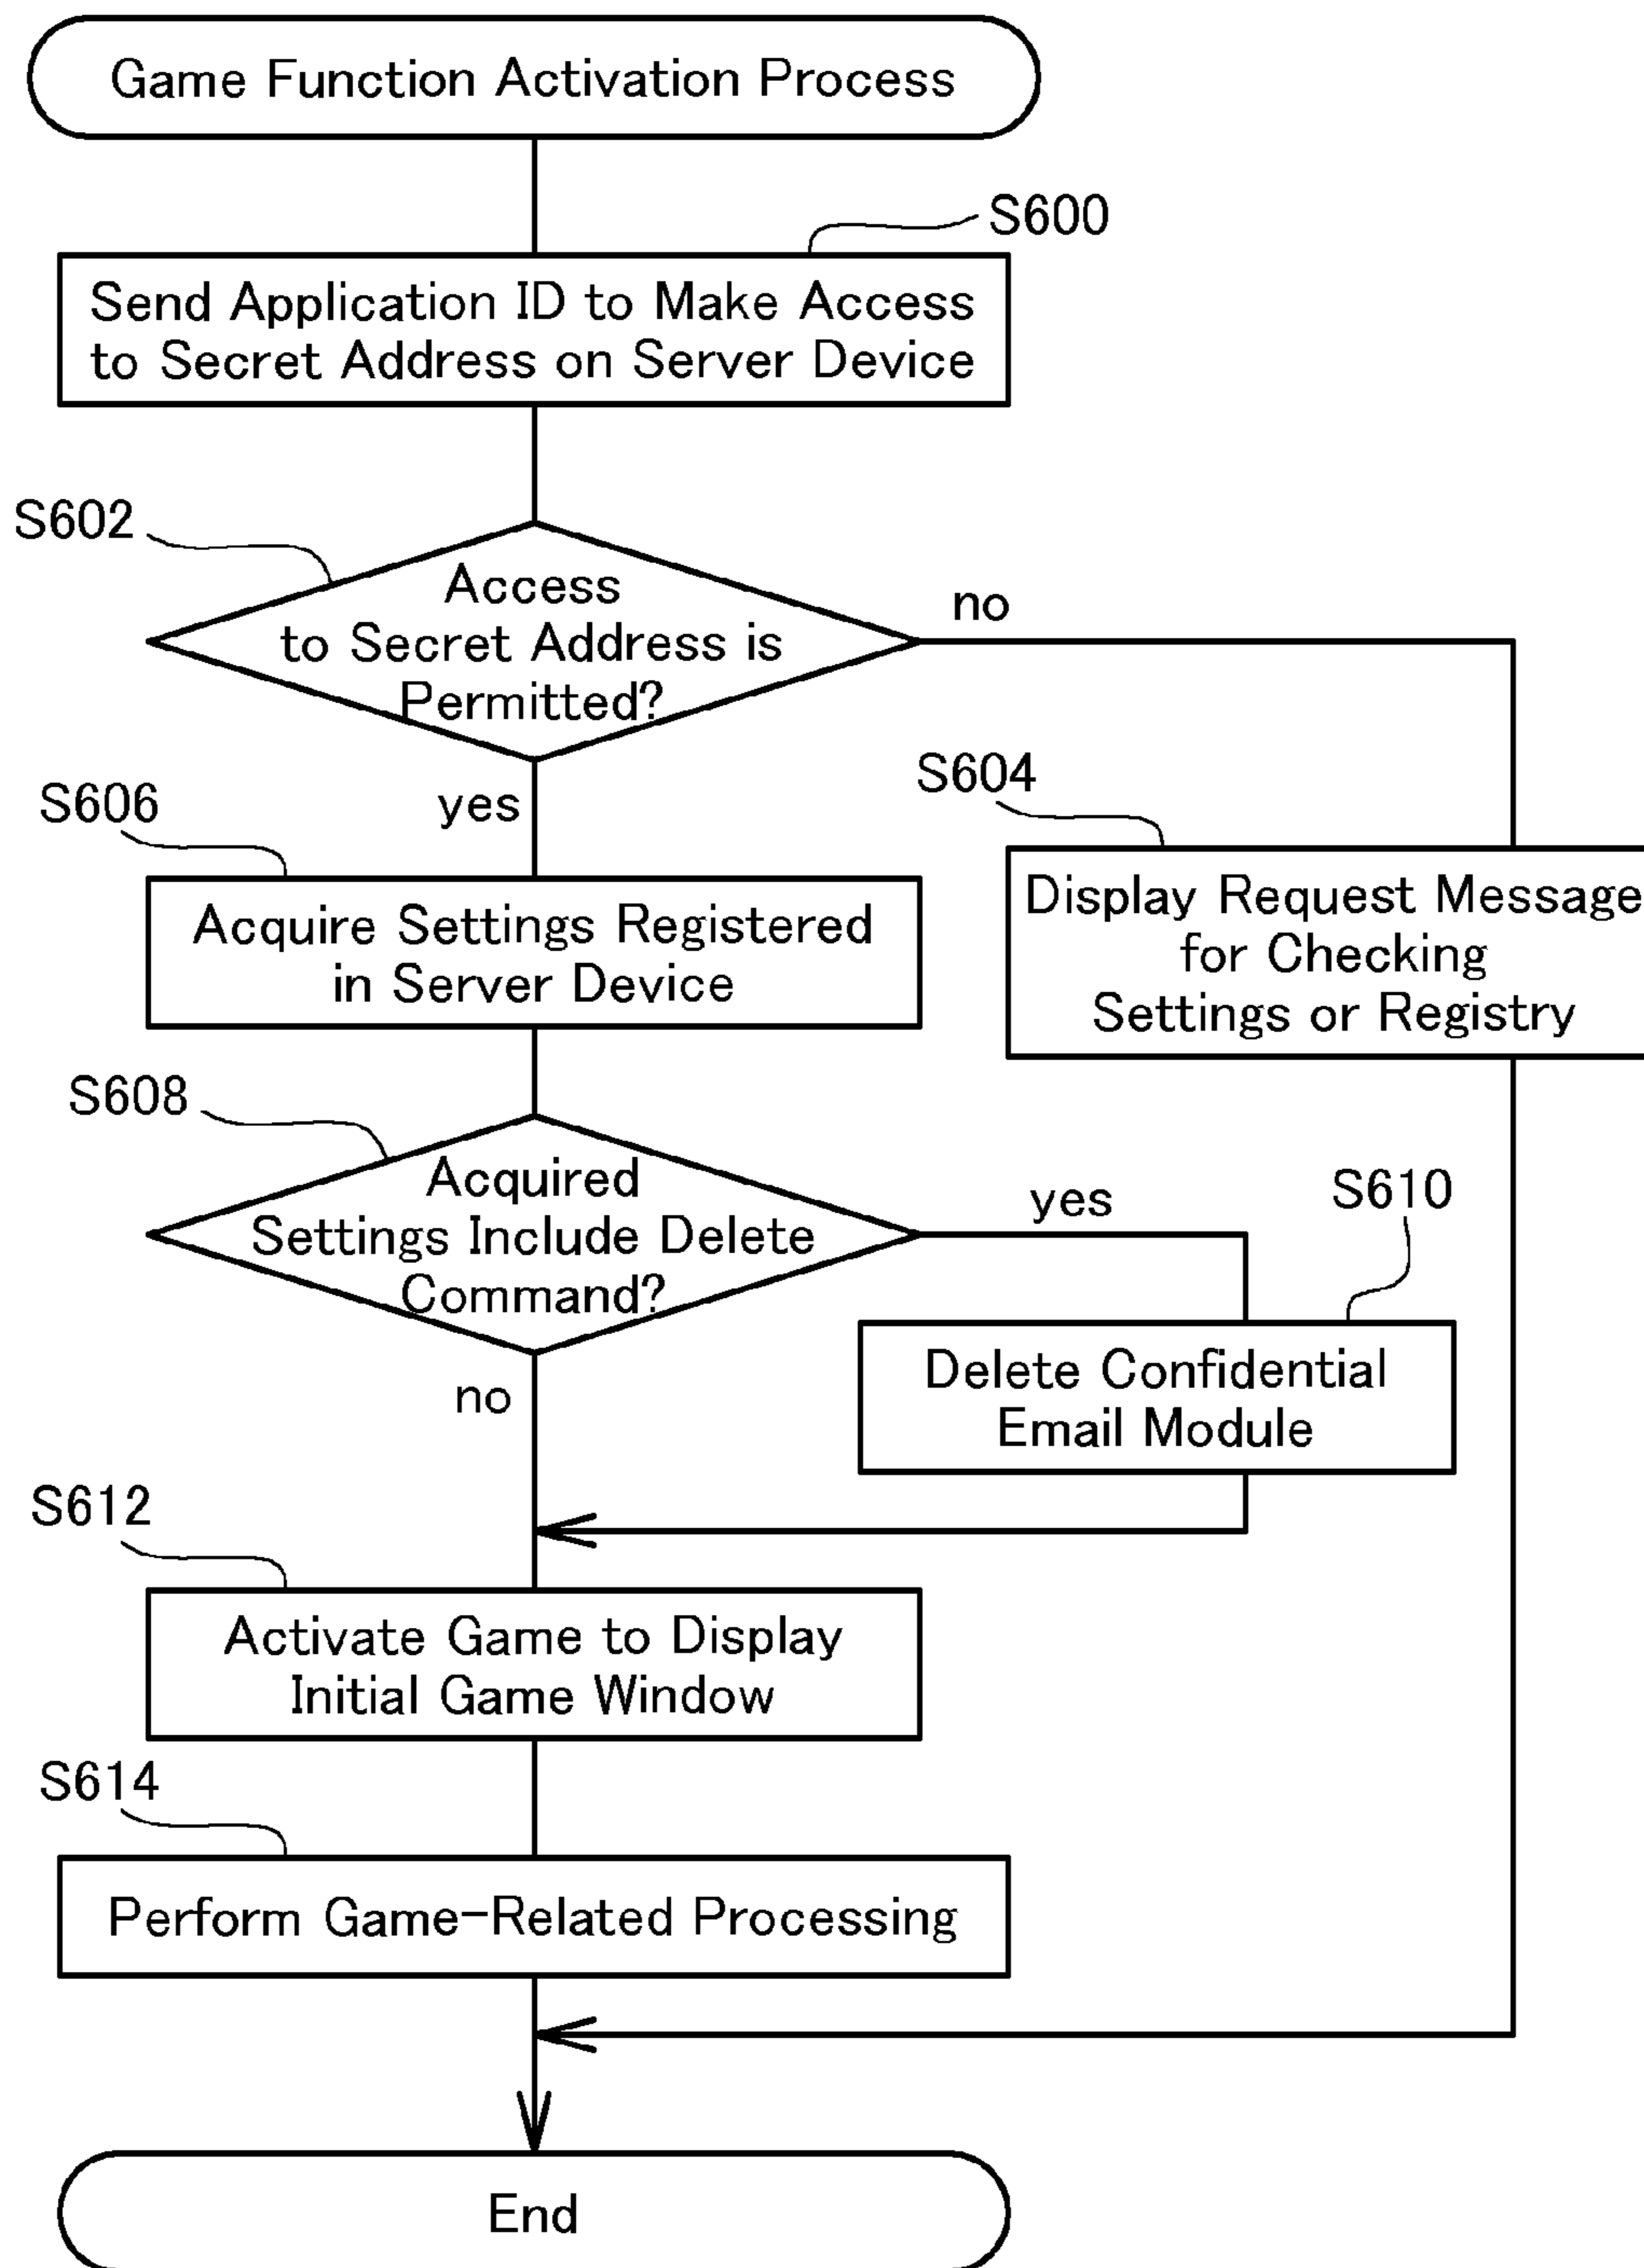 Game Function Activation Process
S600
Send Application ID to Make Access
to Secret Address on Server Device
S602
Access
to Secret Address is
Permitted?
no
yes
S604
Display Request Message
for Checking
Settings or Registry
S606
Acquire Settings Registered
in Server Device
S608
Acquired
Settings Include Delete
Command?
yes
no
S610
Delete Confidential
Email Module
S612
Activate Game to Display
Initial Game Window
S614
Perform Game-Related Processing
End